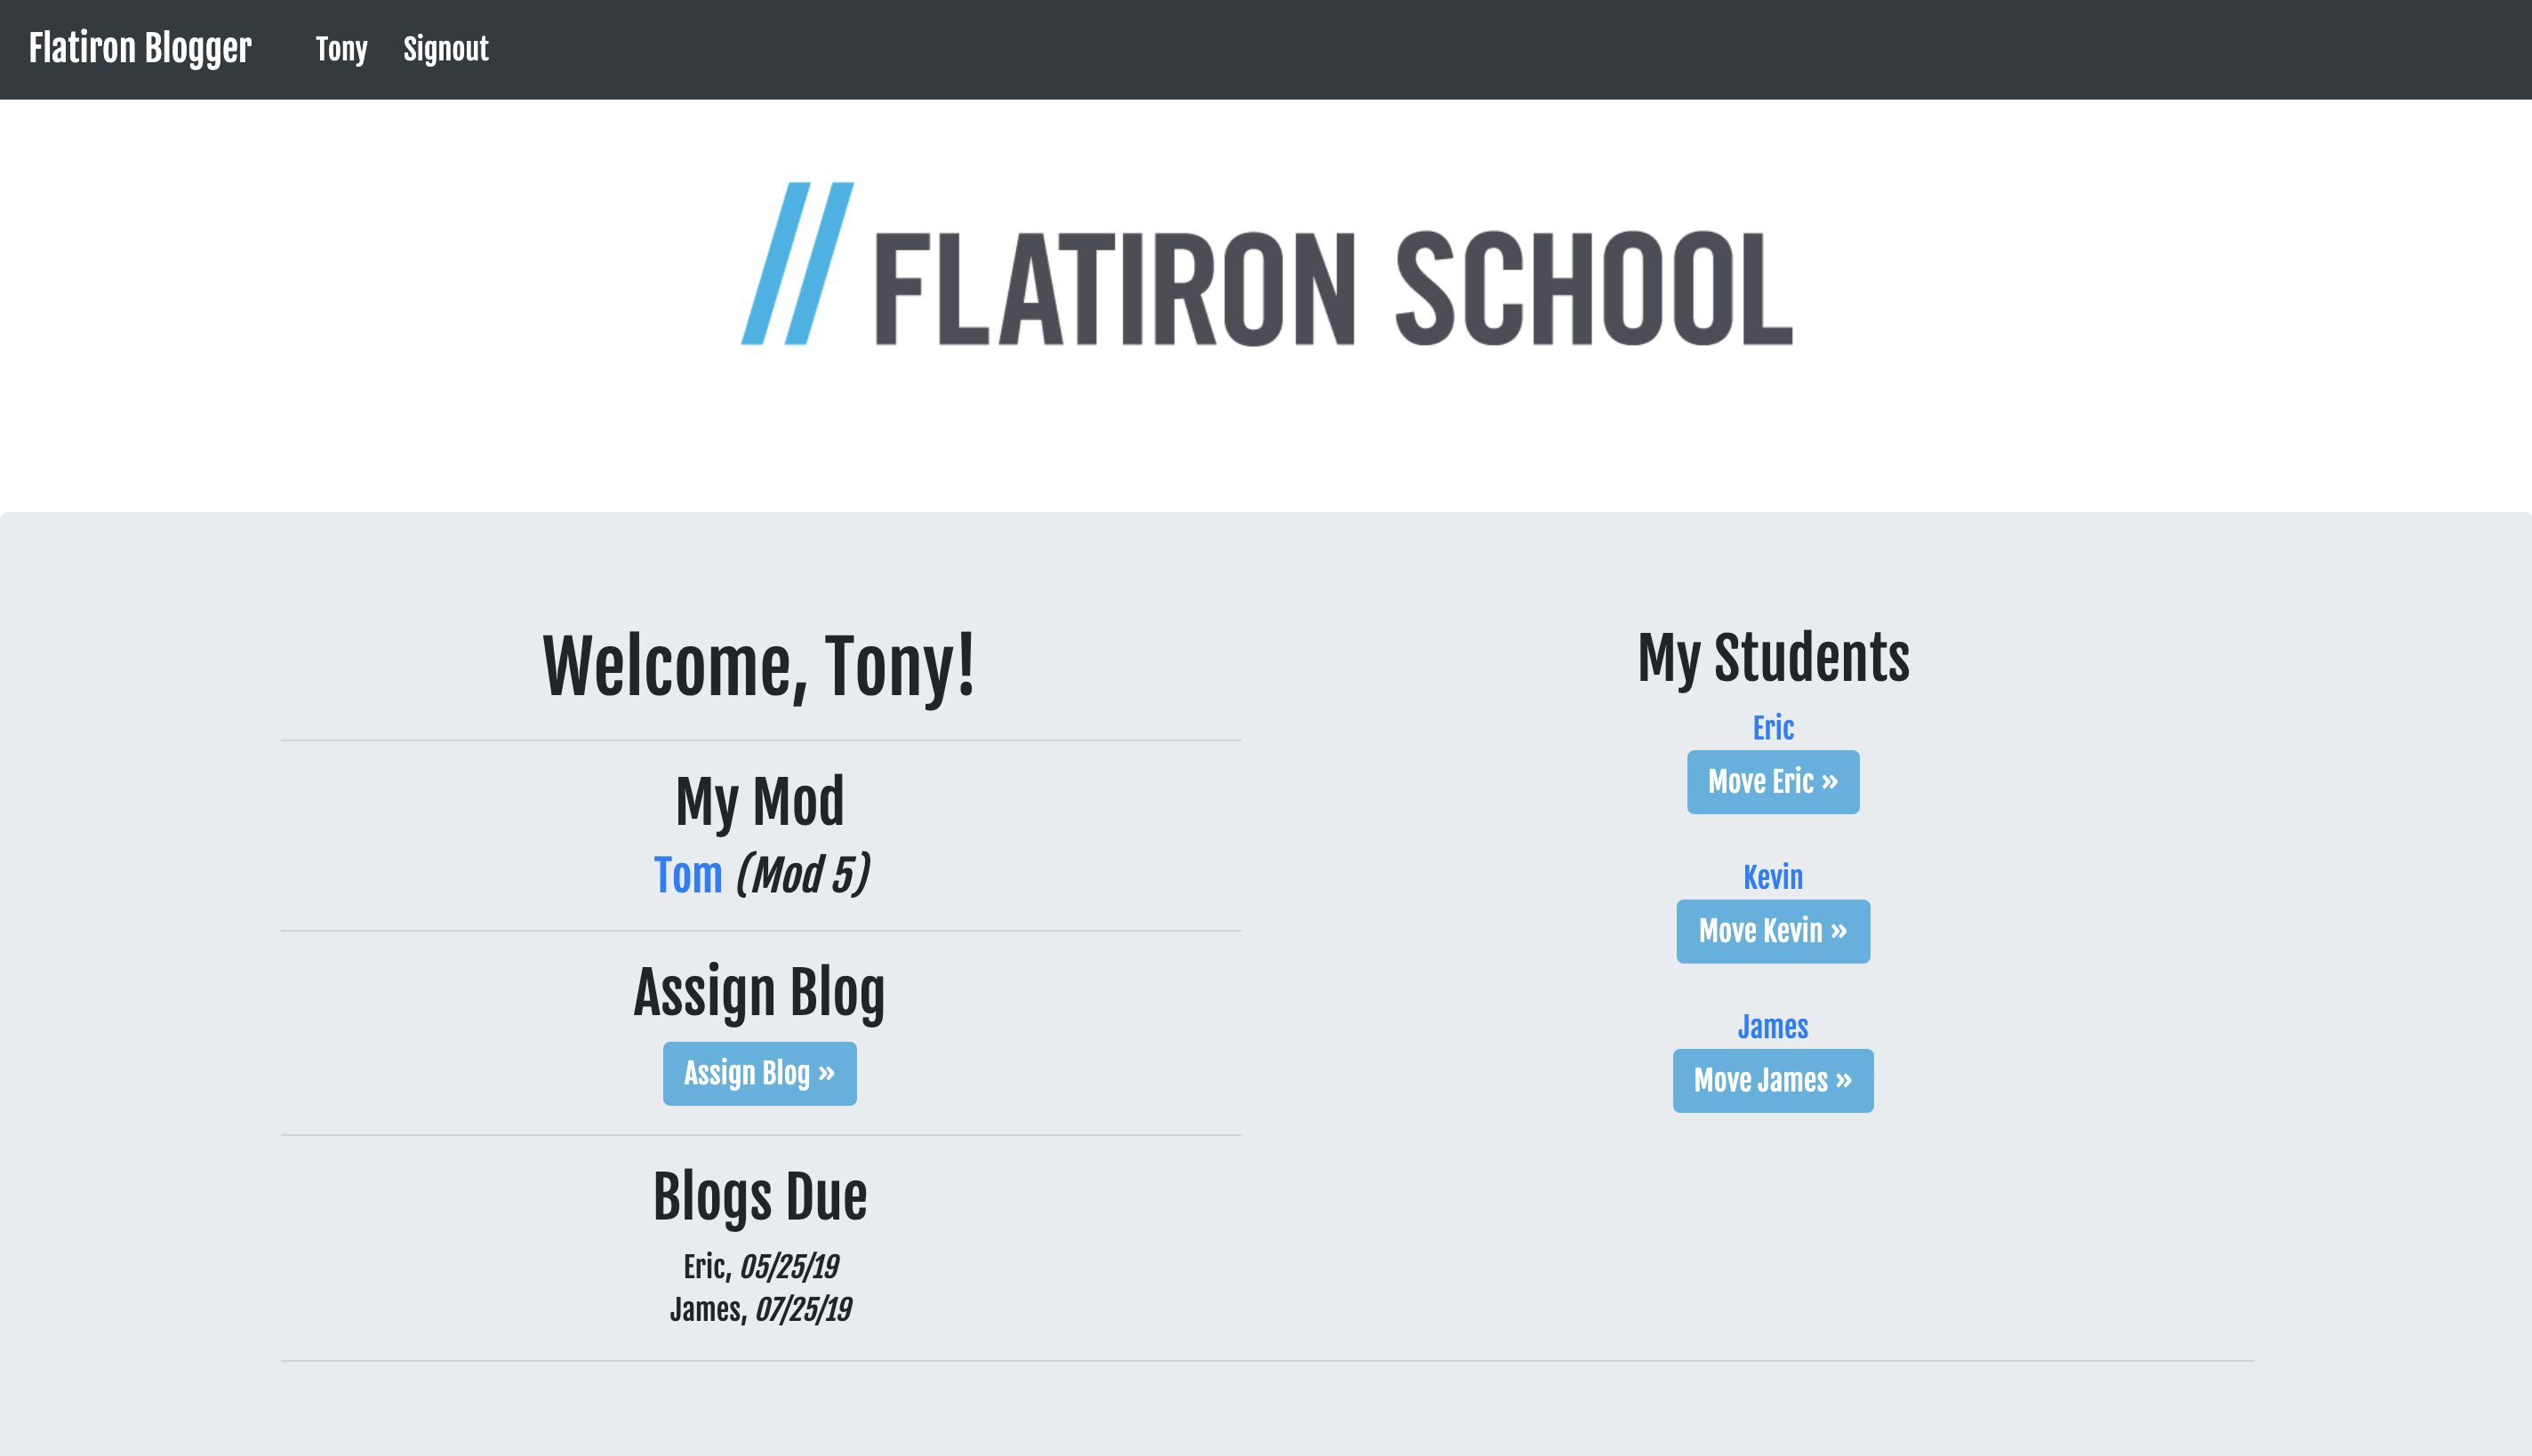 Flatiron Blogger Tony Signout
// FLATIRON SCHOOL
Welcome, Tony!
My Mod
Tom (Mod 5)
Assign Blog
Assign Blog »
Blogs Due
Eric, 05/25/19
James, 07/25/19
My Students
Eric
Move Eric »
Kevin
Move Kevin »
James
Move James »